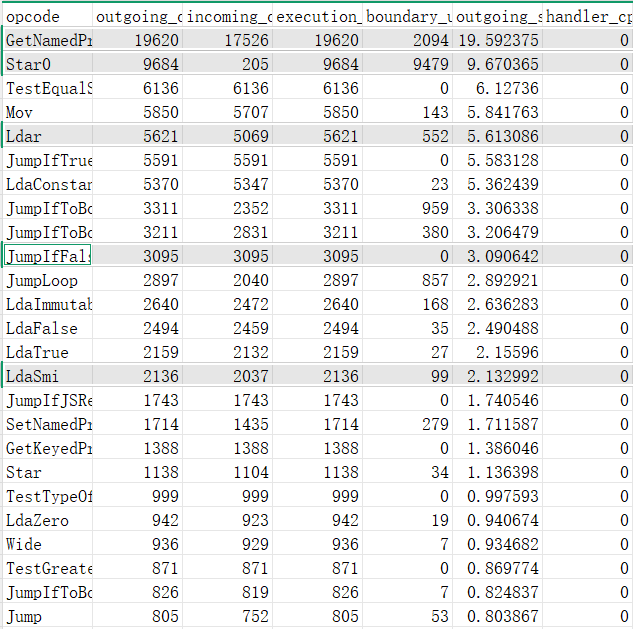 opcode outgoing_c incoming_c execution_ boundary_u outgoing_s handler_cp
GetNamedPr 19620 17526 19620 2094 19.592375 0
Star0 9684 205 9684 9479 9.670365 0
TestEqualS 6136 6136 6136 0 6.12736 0
Mov 5850 5707 5850 143 5.841763 0
Ldar 5621 5069 5621 552 5.613086 0
JumpIfTrue 5591 5591 5591 0 5.583128 0
LdaConstan 5370 5347 5370 23 5.362439 0
JumpIfToBo 3311 2352 3311 959 3.306338 0
JumpIfToBo 3211 2831 3211 380 3.206479 0
JumpIfFals 3095 3095 3095 0 3.090642 0
JumpLoop 2897 2040 2897 857 2.892921 0
LdaImmutab 2640 2472 2640 168 2.636283 0
LdaFalse 2494 2459 2494 35 2.490488 0
LdaTrue 2159 2132 2159 27 2.15596 0
LdaSmi 2136 2037 2136 99 2.132992 0
JumpIfJSRe 1743 1743 1743 0 1.740546 0
SetNamedPr 1714 1435 1714 279 1.711587 0
GetKeyedPr 1388 1388 1388 0 1.386046 0
Star 1138 1104 1138 34 1.136398 0
TestTypeOf 999 999 999 0 0.997593 0
LdaZero 942 923 942 19 0.940674 0
Wide 936 929 936 7 0.934682 0
TestGreate 871 871 871 0 0.869774 0
JumpIfToBo 826 819 826 7 0.824837 0
Jump 805 752 805 53 0.803867 0